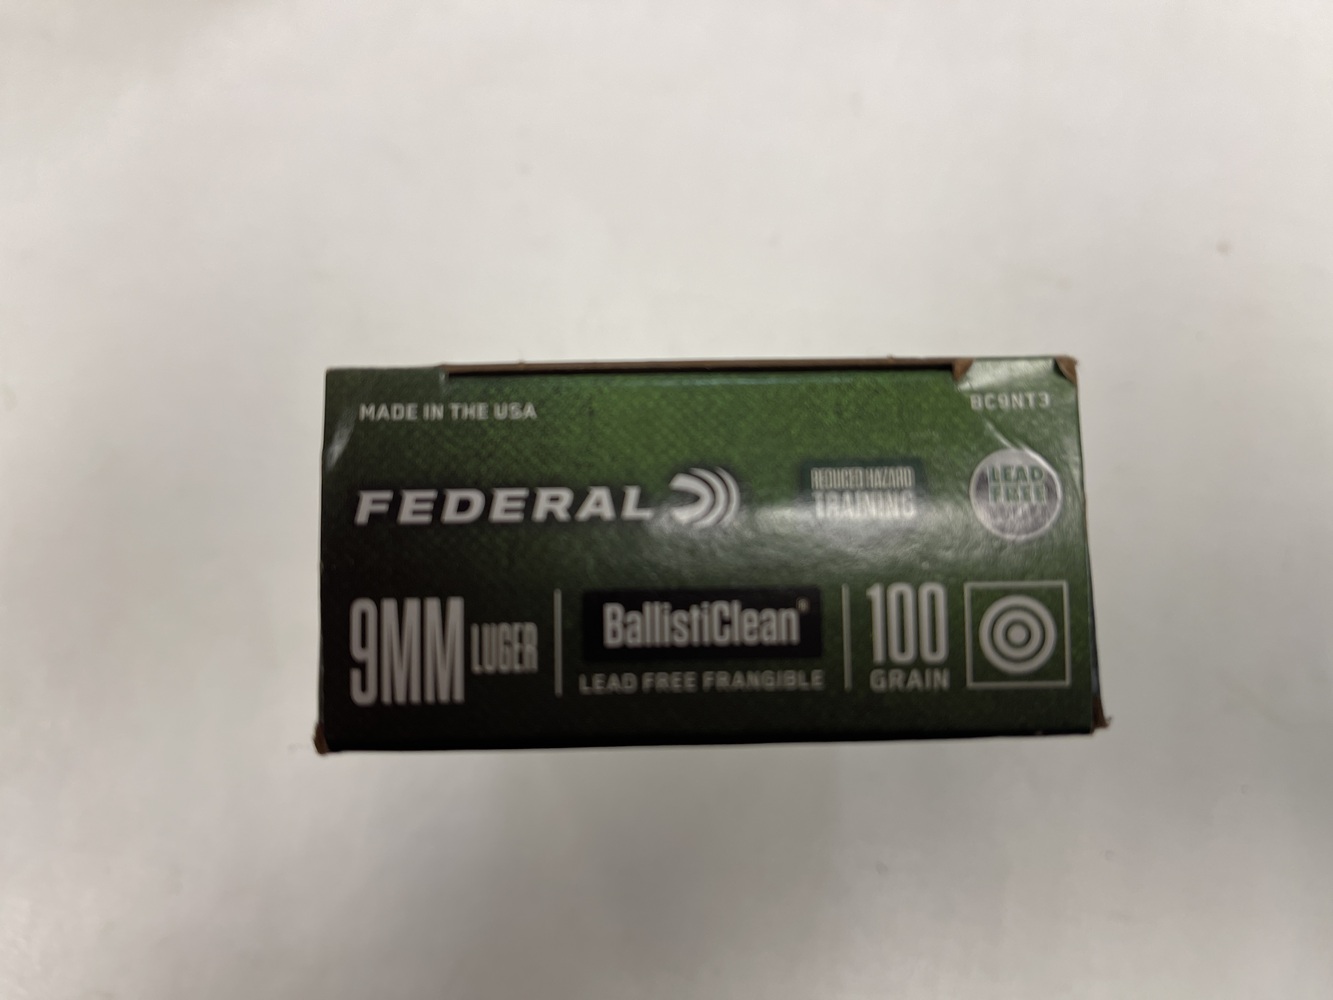 MADE IN THE USA
BC9NT3
FEDERAL
REDUCED HAZARD
TRAINING
LEAD
FREE
9MM LUGER
BallistiClean®
LEAD FREE FRANGIBLE
100
GRAIN